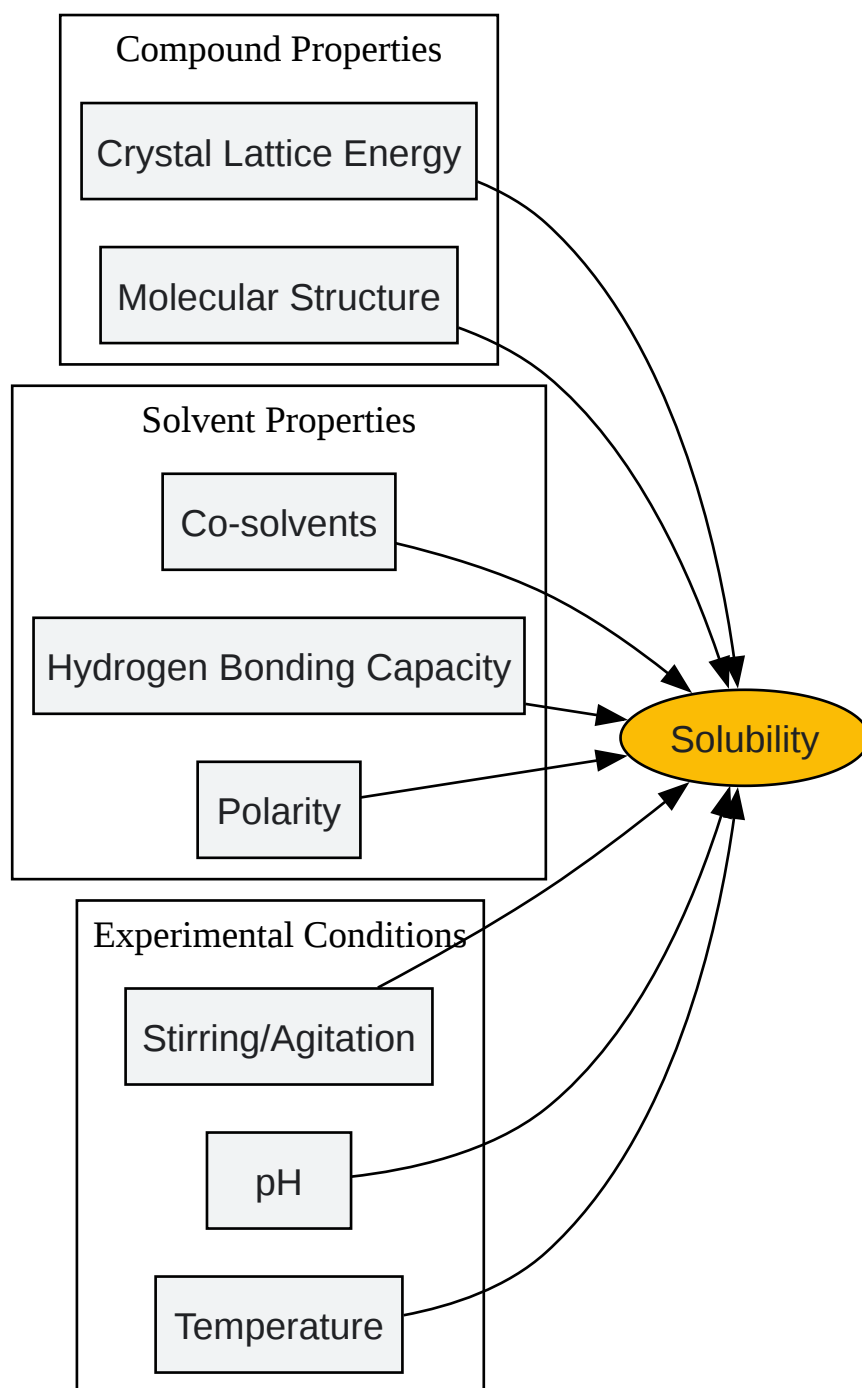 Compound Properties
Crystal Lattice Energy
Molecular Structure
Solvent Properties
Co-solvents
Hydrogen Bonding Capacity
Polarity
Solubility
Experimental Conditions
Stirring/Agitation
pH
Temperature